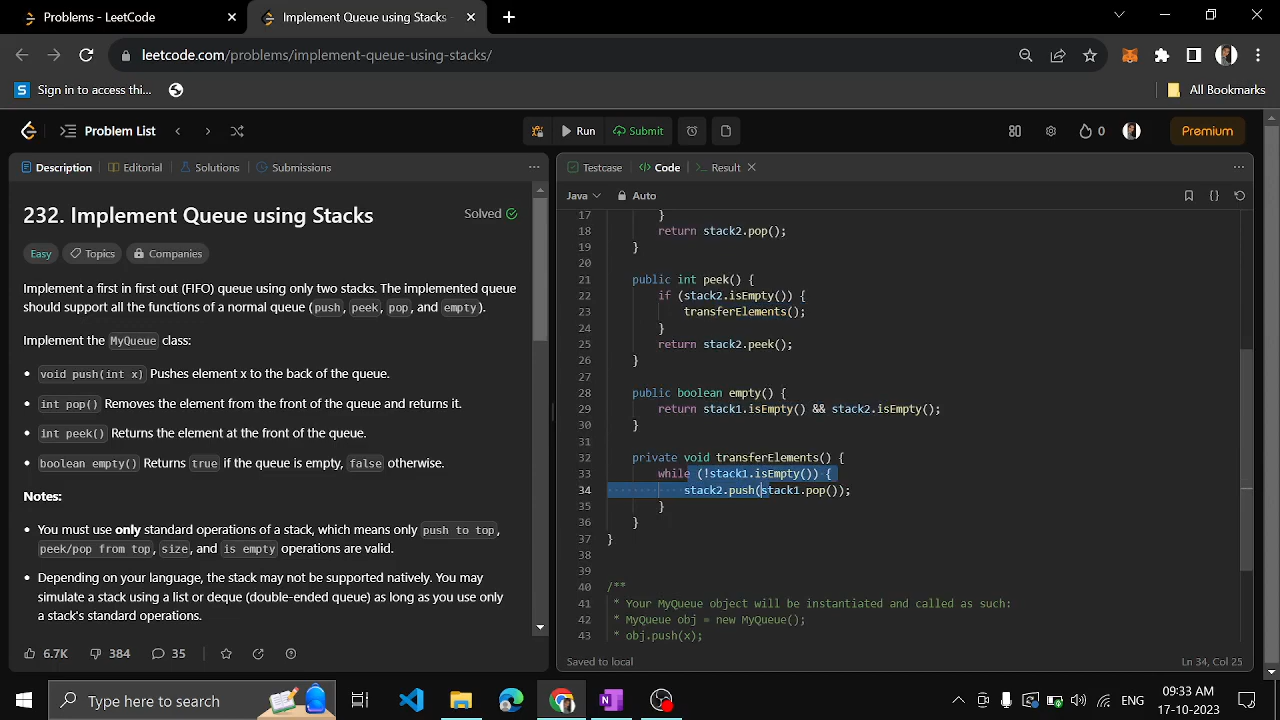 Problems - LeetCode
Implement Queue using Stacks -
leetcode.com/problems/implement-queue-using-stacks/
S Sign in to access thi...
All Bookmarks
Problem List
Run
Submit
0
Premium
Description
Editorial
Solutions
Submissions
Testcase
Code
Result
Java
Auto
232. Implement Queue using Stacks
Solved
Easy
Topics
Companies
Implement a first in first out (FIFO) queue using only two stacks. The implemented queue
should support all the functions of a normal queue (push, peek, pop, and empty).
Implement the MyQueue class:
• void push(int x) Pushes element x to the back of the queue.
• int pop() Removes the element from the front of the queue and returns it.
• int peek() Returns the element at the front of the queue.
• boolean empty() Returns true if the queue is empty, false otherwise.
Notes:
• You must use only standard operations of a stack, which means only push to top,
peek/pop from top, size, and is empty operations are valid.
• Depending on your language, the stack may not be supported natively. You may
simulate a stack using a list or deque (double-ended queue) as long as you use only
a stack's standard operations.
6.7K
384
35
17 }
18 return stack2.pop();
19 }
20
21 public int peek() {
22 if (stack2.isEmpty()) {
23 transferElements();
24 }
25 return stack2.peek();
26 }
27
28 public boolean empty() {
29 return stack1.isEmpty() && stack2.isEmpty();
30 }
31
32 private void transferElements() {
33 while (!stack1.isEmpty()) {
34 stack2.push(stack1.pop());
35 }
36 }
37 }
38
39
40 /**
41 * Your MyQueue object will be instantiated and called as such:
42 * MyQueue obj = new MyQueue();
43 * obj.push(x);
Saved to local
Ln 34, Col 25
Type here to search
ENG
09:33 AM
17-10-2023